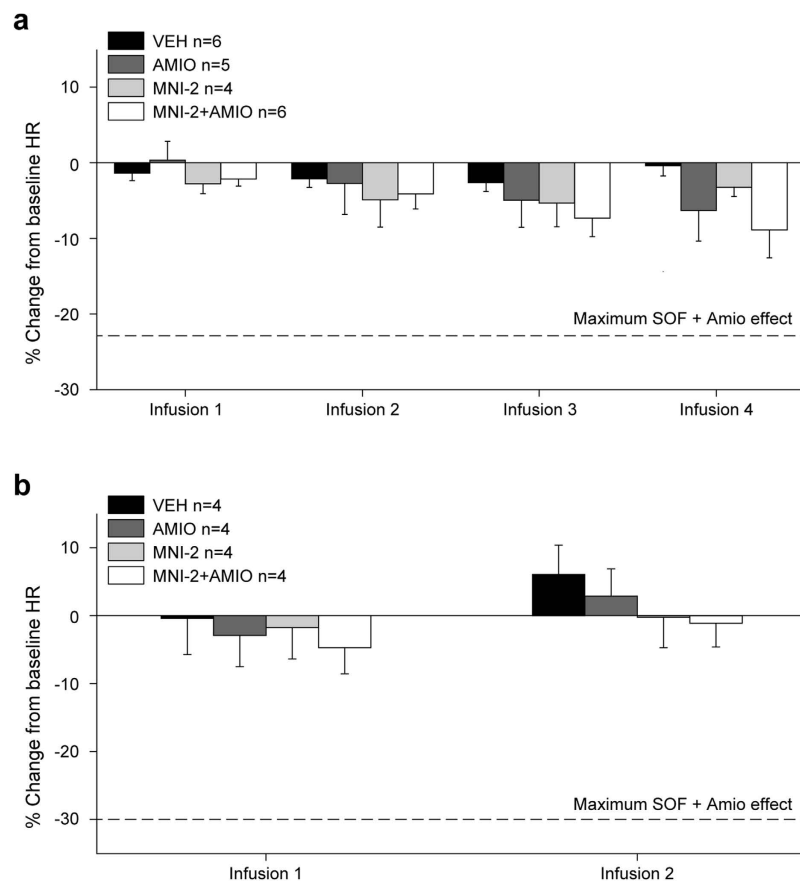 a
VEH n=6
AMIO n=5
MNI-2 n=4
MNI-2+AMIO n=6
% Change from baseline HR
10
0
-10
-20
-30
Maximum SOF + Amio effect
Infusion 1 Infusion 2 Infusion 3 Infusion 4
b
VEH n=4
AMIO n=4
MNI-2 n=4
MNI-2+AMIO n=4
% Change from baseline HR
10
0
-10
-20
-30
Maximum SOF + Amio effect
Infusion 1 Infusion 2